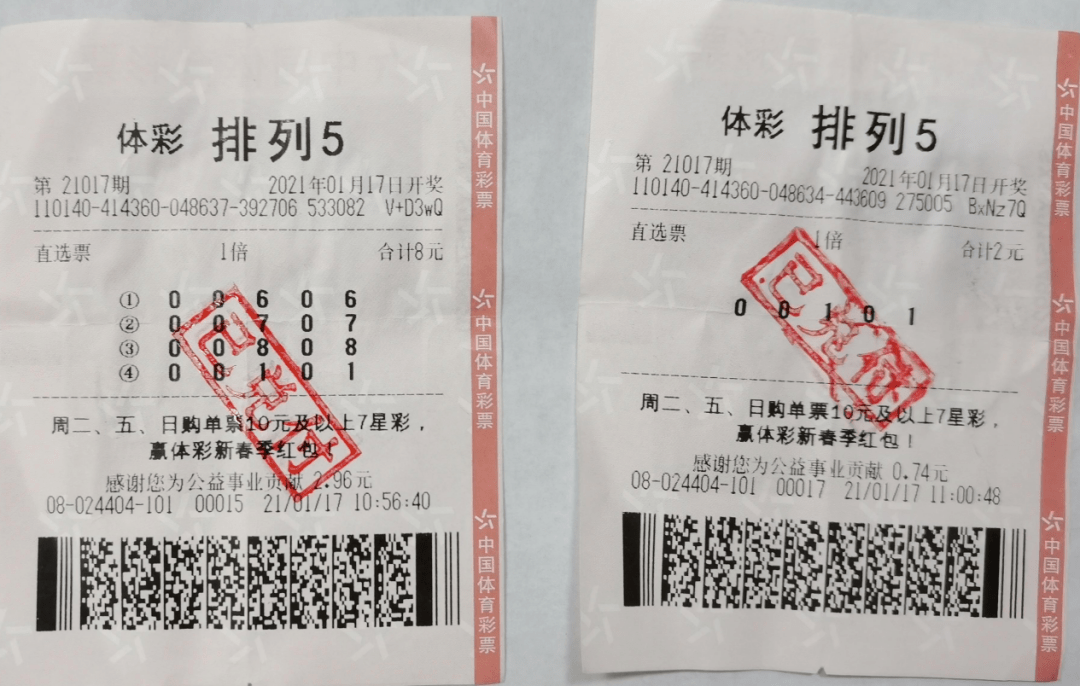 体彩 排列5
第 21017期 2021年01月17日开奖
110140-414360-048637-392706 533082 V+D3wQ
直选票 1倍 合计8元
① 0 0 6 0 6
② 0 0 7 0 7
③ 0 0 8 0 8
④ 0 0 1 0 1
已兑付
周二、五、日购单票10元及以上7星彩，
赢体彩新春季红包！
感谢您为公益事业贡献 2.96元
08-024404-101 00015 21/01/17 10:56:40
中国体育彩票
中国体育彩票
中国体育彩票
体彩 排列5
第 21017期 2021年01月17日开奖
110140-414360-048634-443609 275005 BxNz7Q
直选票 1倍 合计2元
0 0 1 0 1
已兑付
周二、五、日购单票10元及以上7星彩，
赢体彩新春季红包！
感谢您为公益事业贡献 0.74元
08-024404-101 00017 21/01/17 11:00:48
中国体育彩票
中国体育彩票
中国体育彩票